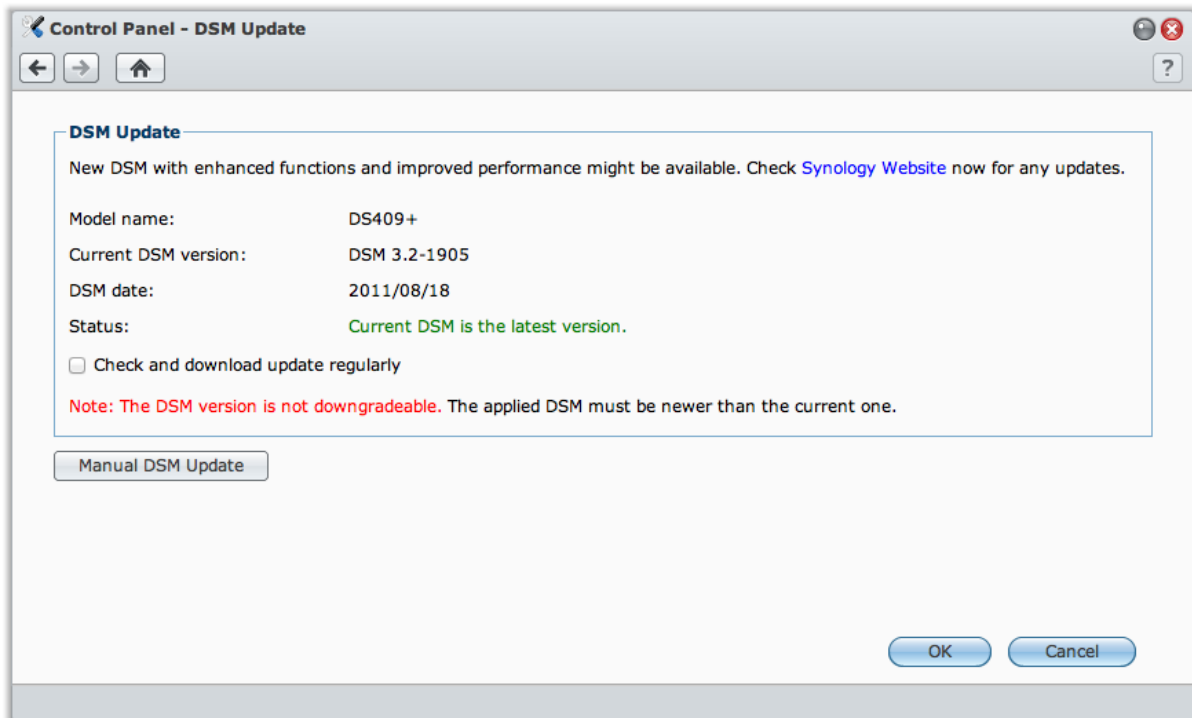 Control Panel - DSM Update
?
DSM Update
New DSM with enhanced functions and improved performance might be available. Check Synology Website now for any updates.
Model name: DS409+
Current DSM version: DSM 3.2-1905
DSM date: 2011/08/18
Status: Current DSM is the latest version.
Check and download update regularly
Note: The DSM version is not downgradeable. The applied DSM must be newer than the current one.
Manual DSM Update
OK Cancel